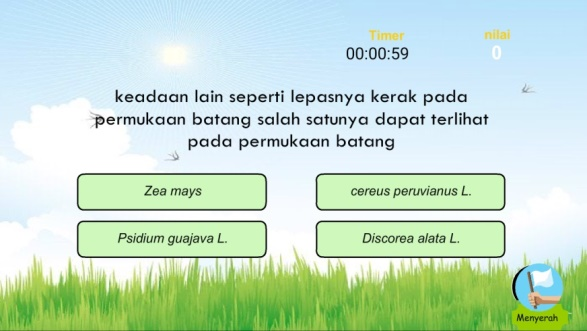 Timer
nilai
00:00:59
0
keadaan lain seperti lepasnya kerak pada
permukaan batang salah satunya dapat terlihat
pada permukaan batang
Zea mays
cereus peruvianus L.
Psidium guajava L.
Discorea alata L.
Menyerah